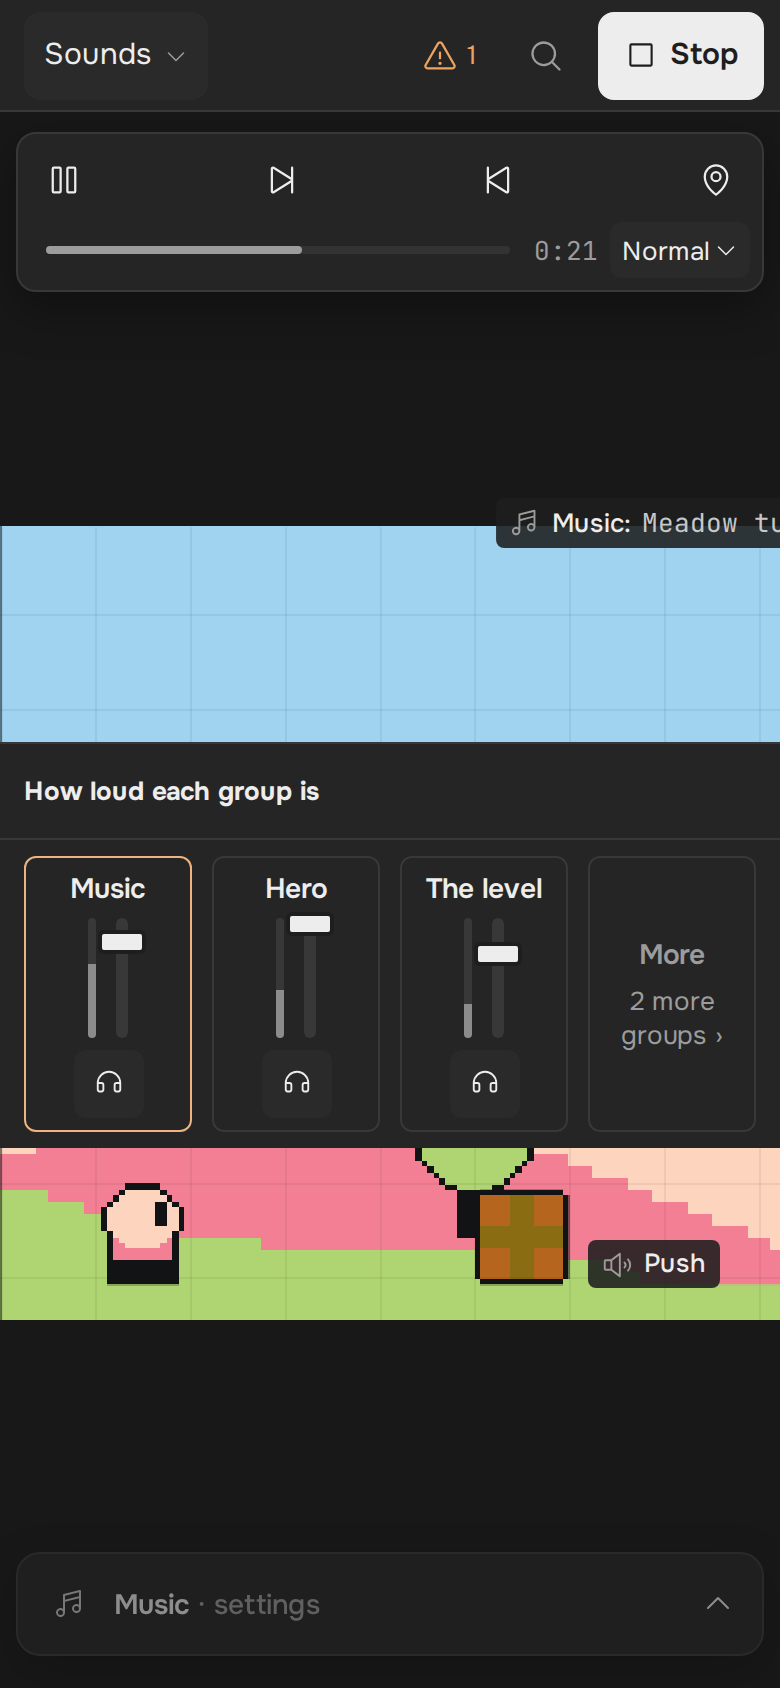 Sounds
1
Stop
0:21
Normal
Music: Meadow tu
How loud each group is
Music
Hero
The level
More
2 more
groups ›
Push
Music · settings